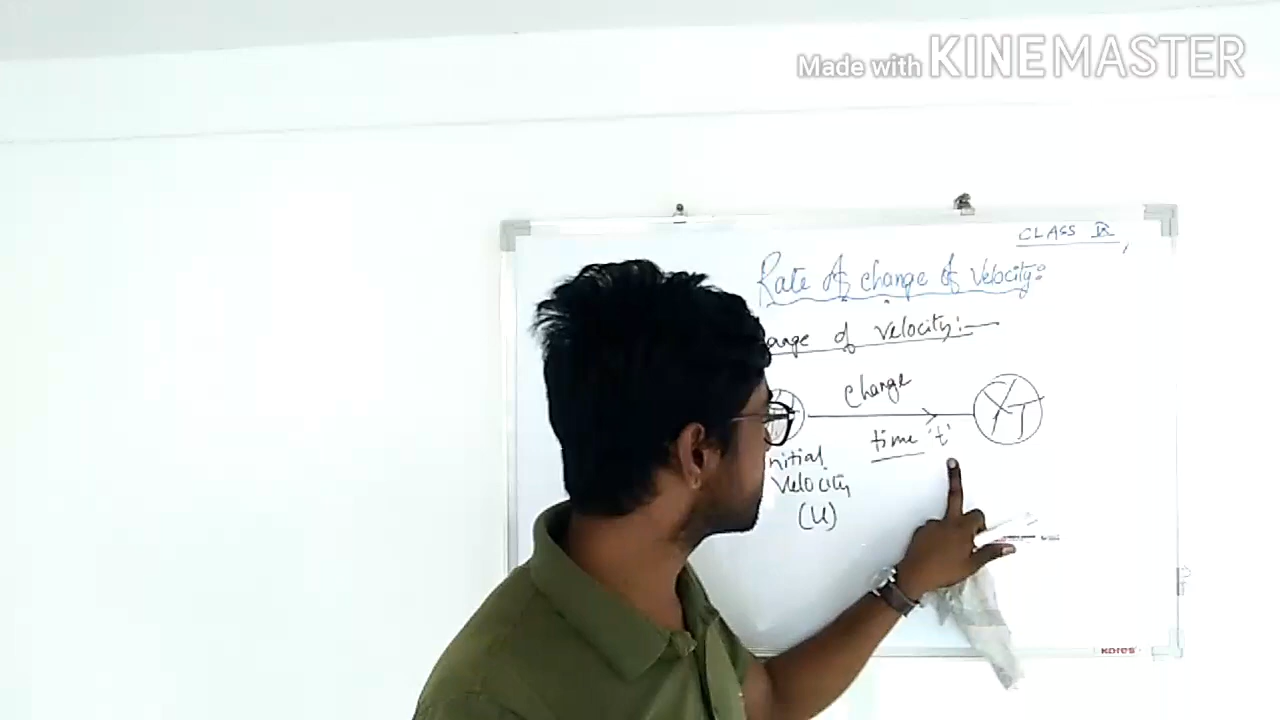 Made with KINEMASTER
CLASS IX
Rate of change of velocity:
ange of velocity:-
Change
time 't'
nitial
velocity
(U)
KORES